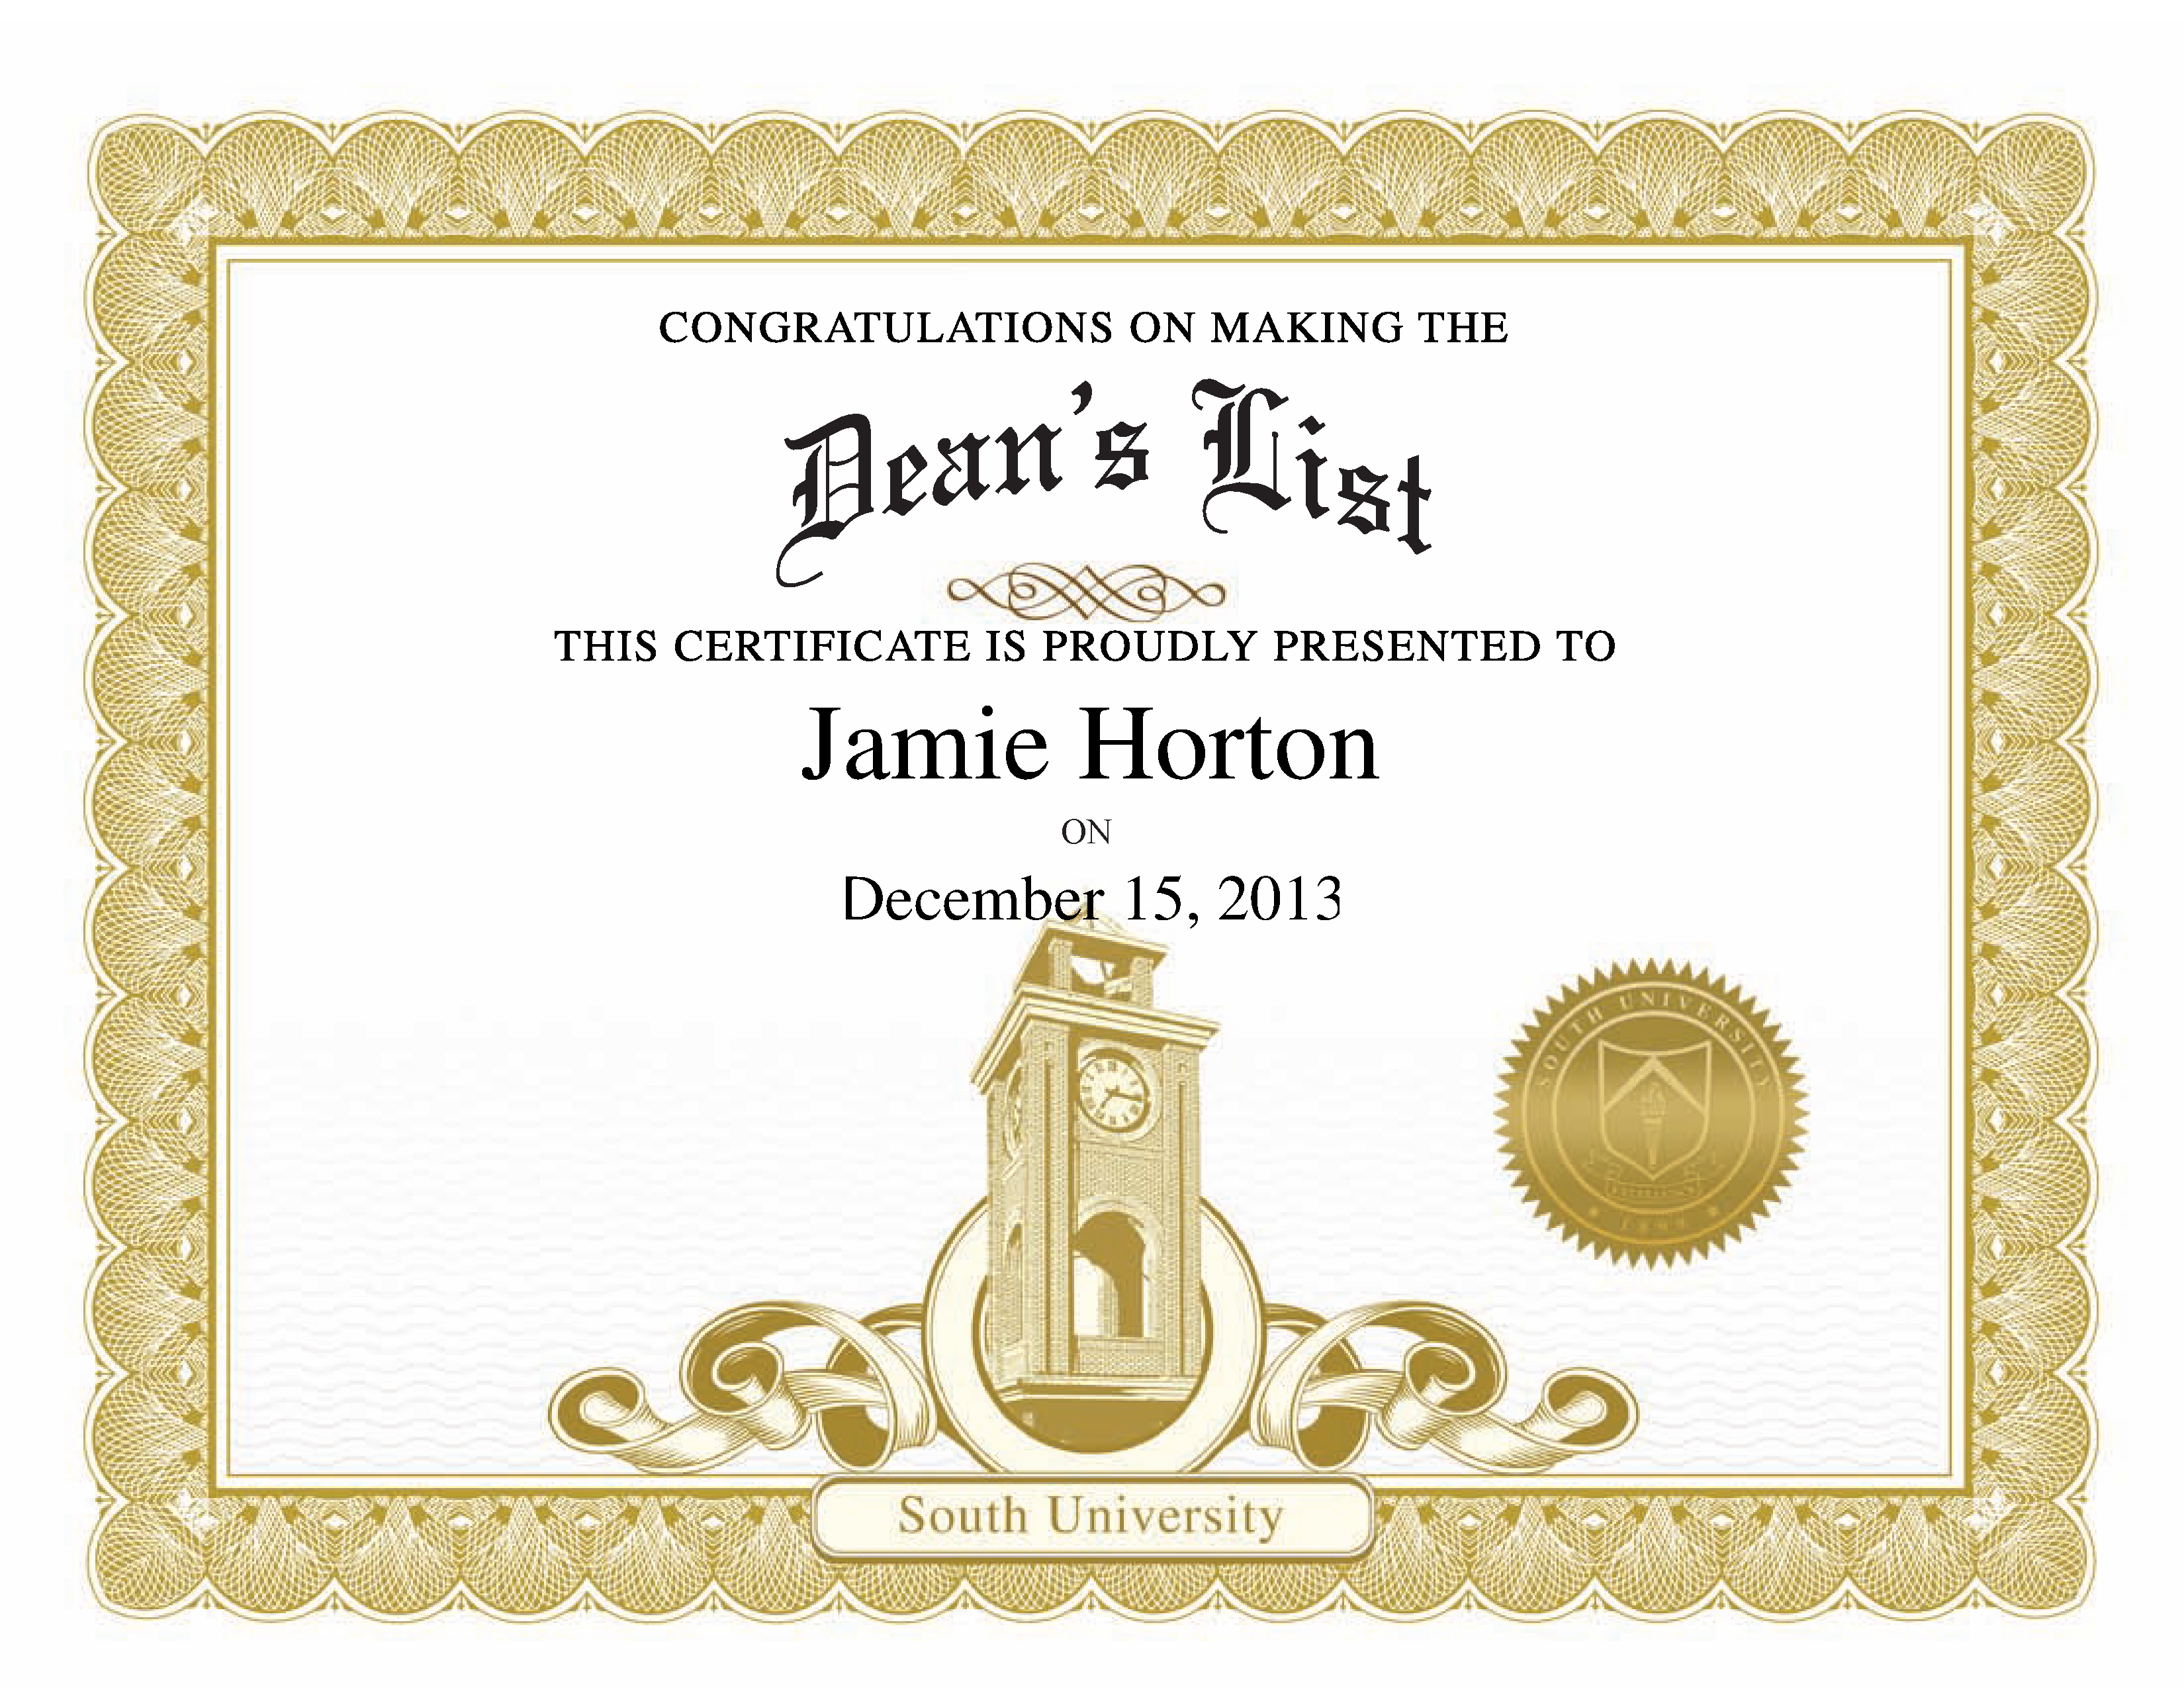 CONGRATULATIONS ON MAKING THE
Dean's List
THIS CERTIFICATE IS PROUDLY PRESENTED TO
Jamie Horton
ON
December 15, 2013
SOUTH UNIVERSITY
1899
South University